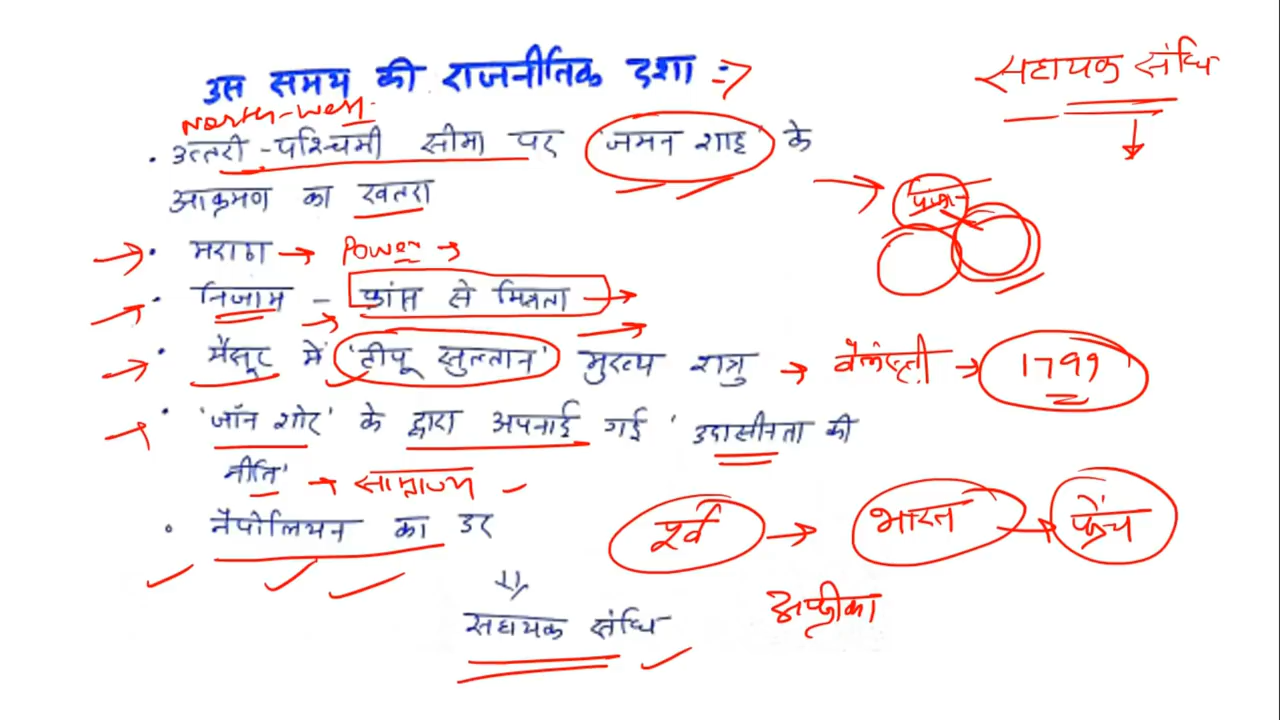 उस समय की राजनीतिक दशा :→
सहायक संधि
North-West
• उत्तरी-पश्चिमी सीमा पर 'जमन शाह' के
आक्रमण का खतरा
• मराठा → Power →
• निजाम - फ्रांस से मित्रता →
• मैसूर में 'टीपू सुल्तान' मुख्य शत्रु → वेलेस्ली → 1799
• 'जॉन शोर' के द्वारा अपनाई गई 'उदासीनता की
नीति' → साम्राज्य
• नेपोलियन का डर
पूर्व → भारत → फ्रेंच
अफ्रीका
सहायक संधि